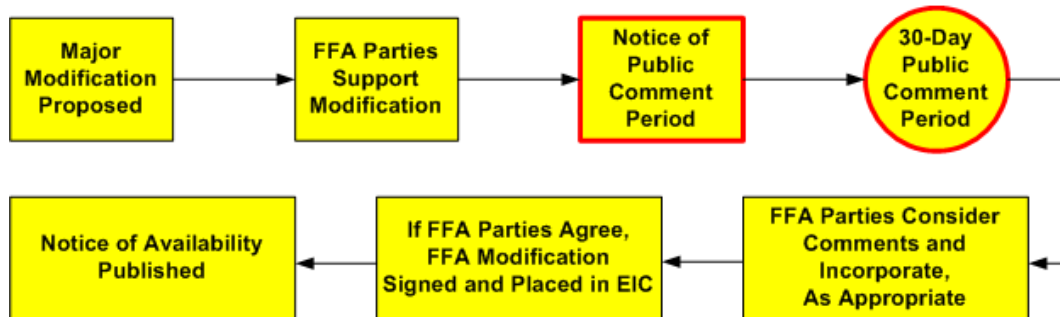 Major
Modification
Proposed
FFA Parties
Support
Modification
Notice of
Public
Comment
Period
30-Day
Public
Comment
Period
FFA Parties Consider
Comments and
Incorporate,
As Appropriate
If FFA Parties Agree,
FFA Modification
Signed and Placed in EIC
Notice of Availability
Published